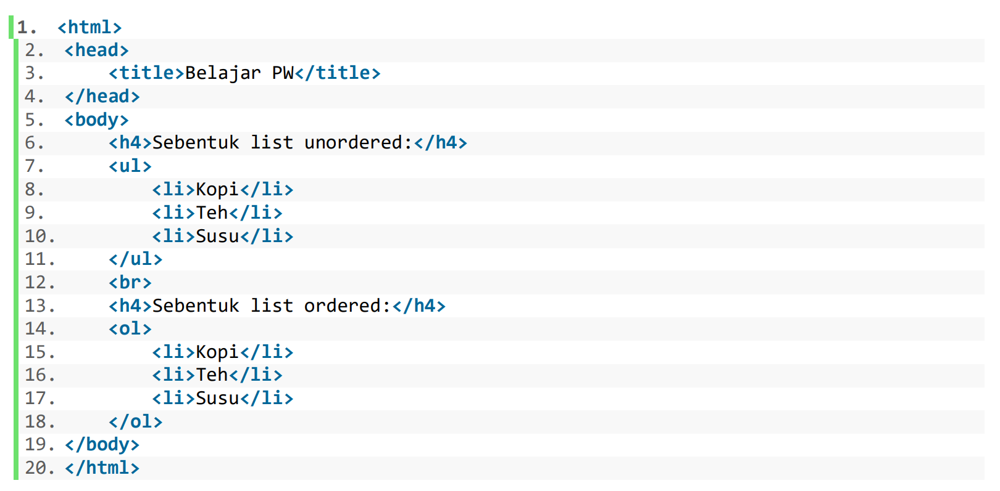 1. <html>
2. <head>
3. <title>Belajar PW</title>
4. </head>
5. <body>
6. <h4>Sebentuk list unordered:</h4>
7. <ul>
8. <li>Kopi</li>
9. <li>Teh</li>
10. <li>Susu</li>
11. </ul>
12. <br>
13. <h4>Sebentuk list ordered:</h4>
14. <ol>
15. <li>Kopi</li>
16. <li>Teh</li>
17. <li>Susu</li>
18. </ol>
19. </body>
20. </html>